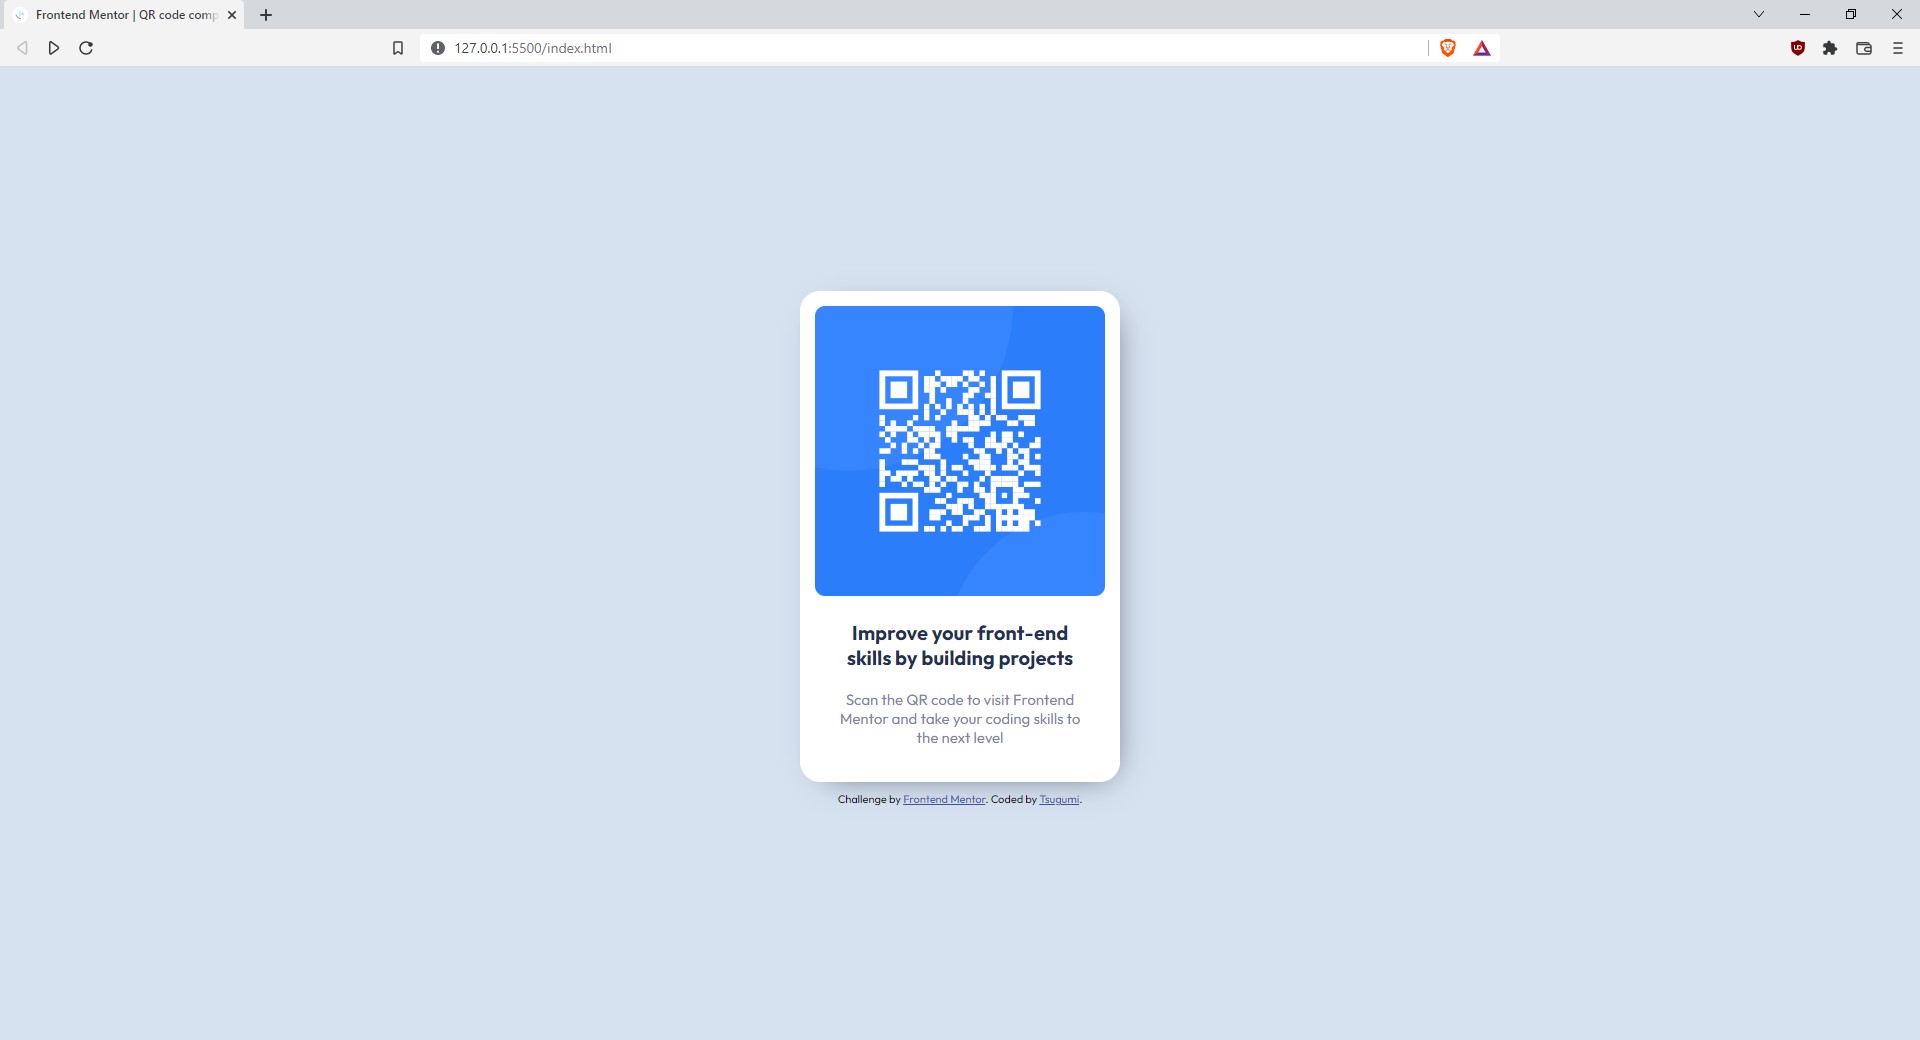 Frontend Mentor | QR code comp
127.0.0.1:5500/index.html
Improve your front-end
skills by building projects
Scan the QR code to visit Frontend
Mentor and take your coding skills to
the next level
Challenge by Frontend Mentor. Coded by Tsugumi.